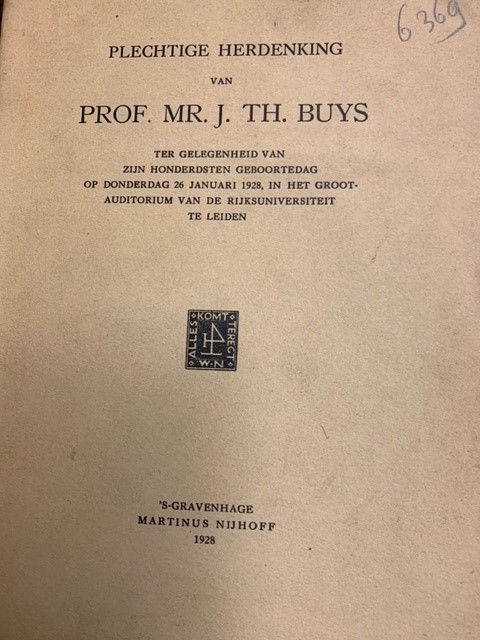 6369
PLECHTIGE HERDENKING
VAN
PROF. MR. J. TH. BUYS
TER GELEGENHEID VAN
ZIJN HONDERDSTEN GEBOORTEDAG
OP DONDERDAG 26 JANUARI 1928, IN HET GROOT-
AUDITORIUM VAN DE RIJKSUNIVERSITEIT
TE LEIDEN
ALLES KOMT TERECHT
W·N
'S-GRAVENHAGE
MARTINUS NIJHOFF
1928